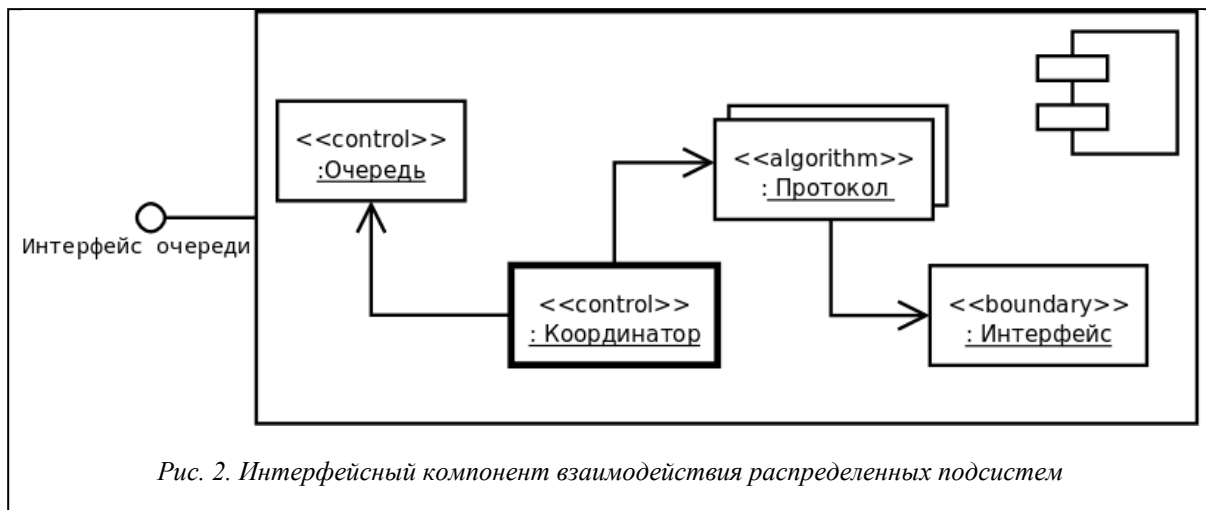 <<control>>
:Очередь
<<algorithm>>
: Протокол
Интерфейс очереди
<<control>>
: Координатор
<<boundary>>
: Интерфейс
Рис. 2. Интерфейсный компонент взаимодействия распределенных подсистем